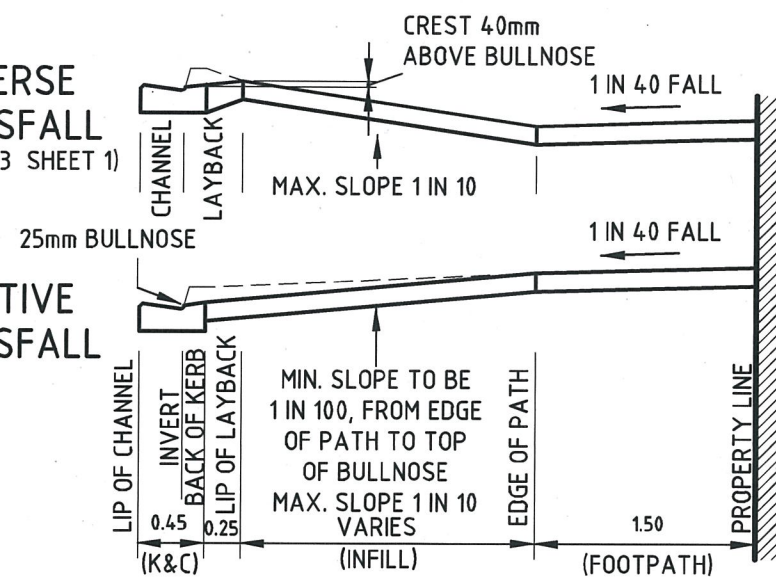 CREST 40mm
ABOVE BULLNOSE
ERSE
SFALL
3 SHEET 1)
1 IN 40 FALL
CHANNEL
LAYBACK
MAX. SLOPE 1 IN 10
25mm BULLNOSE
1 IN 40 FALL
TIVE
SFALL
LIP OF CHANNEL
INVERT
BACK OF KERB
LIP OF LAYBACK
MIN. SLOPE TO BE
1 IN 100, FROM EDGE
OF PATH TO TOP
OF BULLNOSE
MAX. SLOPE 1 IN 10
EDGE OF PATH
PROPERTY LINE
0.45
0.25
VARIES
1.50
(K&C)
(INFILL)
(FOOTPATH)